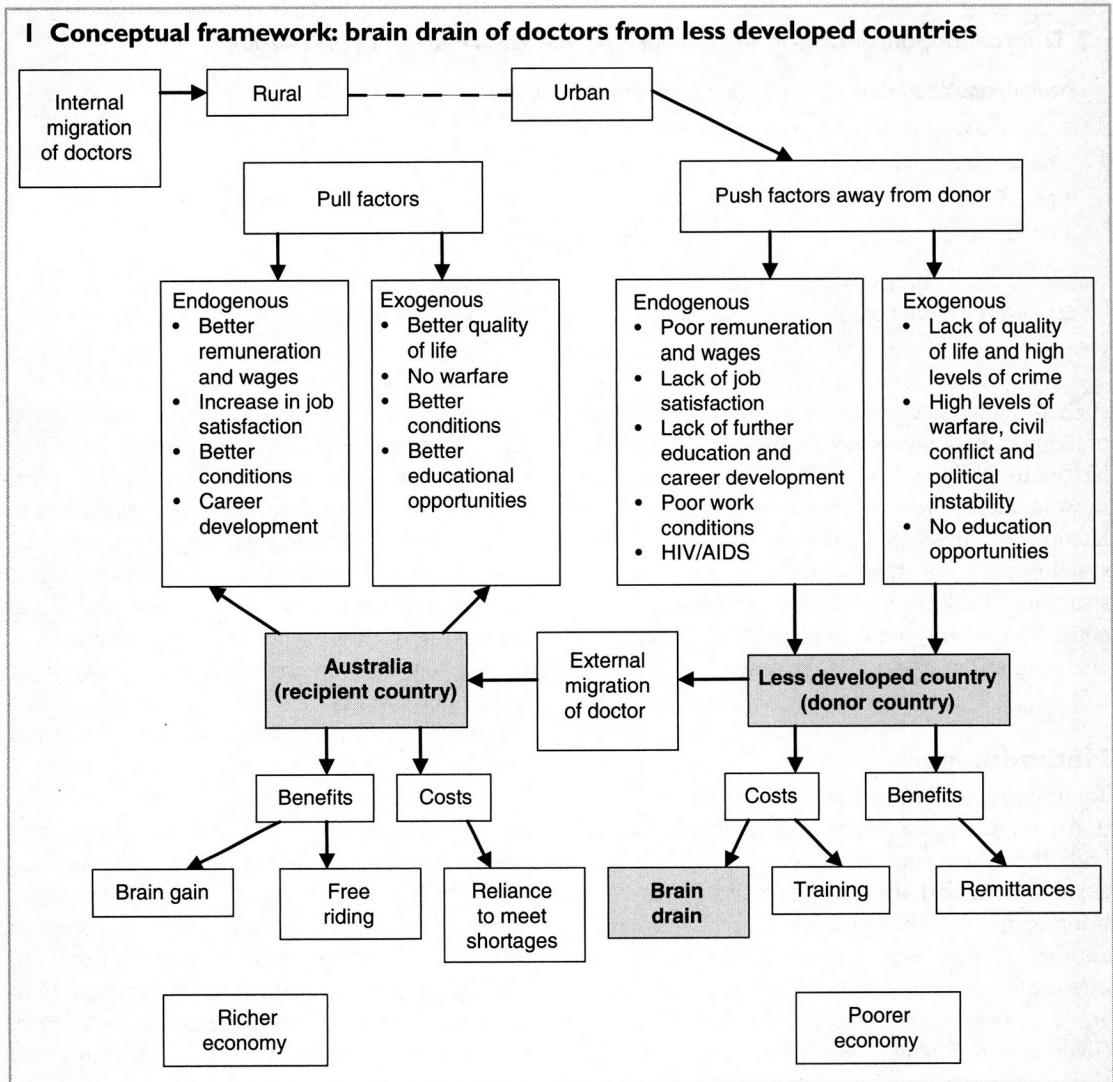 1 Conceptual framework: brain drain of doctors from less developed countries
Internal
migration
of doctors
Rural
Urban
Pull factors
Push factors away from donor
Endogenous
• Better
remuneration
and wages
• Increase in job
satisfaction
• Better
conditions
• Career
development
Exogenous
• Better quality
of life
• No warfare
• Better
conditions
• Better
educational
opportunities
Endogenous
• Poor remuneration
and wages
• Lack of job
satisfaction
• Lack of further
education and
career development
• Poor work
conditions
• HIV/AIDS
Exogenous
• Lack of quality
of life and high
levels of crime
• High levels of
warfare, civil
conflict and
political
instability
• No education
opportunities
Australia
(recipient country)
External
migration
of doctor
Less developed country
(donor country)
Benefits
Costs
Costs
Benefits
Brain gain
Free
riding
Reliance
to meet
shortages
Brain
drain
Training
Remittances
Richer
economy
Poorer
economy